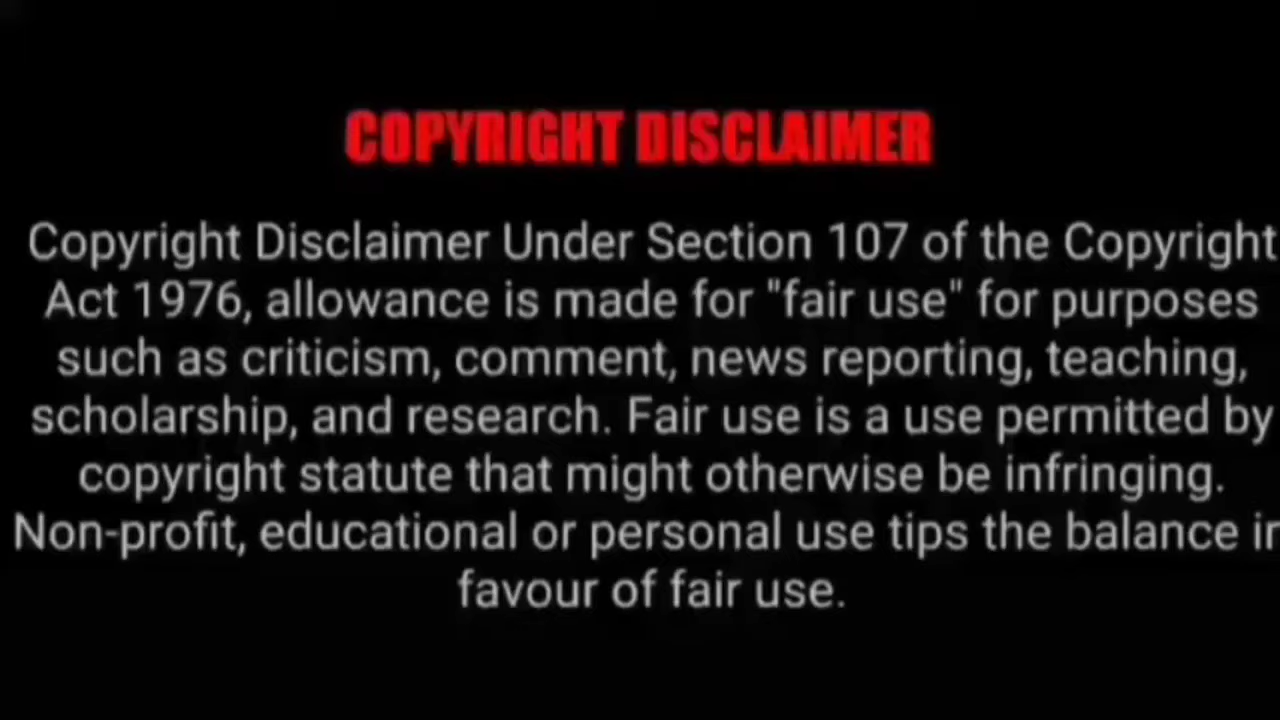 COPYRIGHT DISCLAIMER
Copyright Disclaimer Under Section 107 of the Copyright
Act 1976, allowance is made for "fair use" for purposes
such as criticism, comment, news reporting, teaching,
scholarship, and research. Fair use is a use permitted by
copyright statute that might otherwise be infringing.
Non-profit, educational or personal use tips the balance in
favour of fair use.